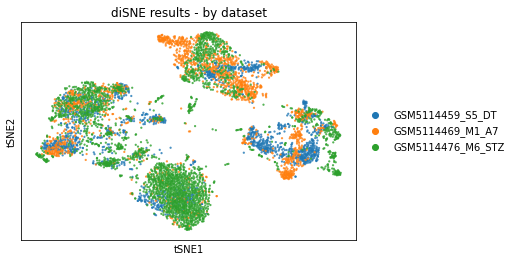 diSNE results - by dataset
tSNE2
tSNE1
GSM5114459_S5_DT
GSM5114469_M1_A7
GSM5114476_M6_STZ